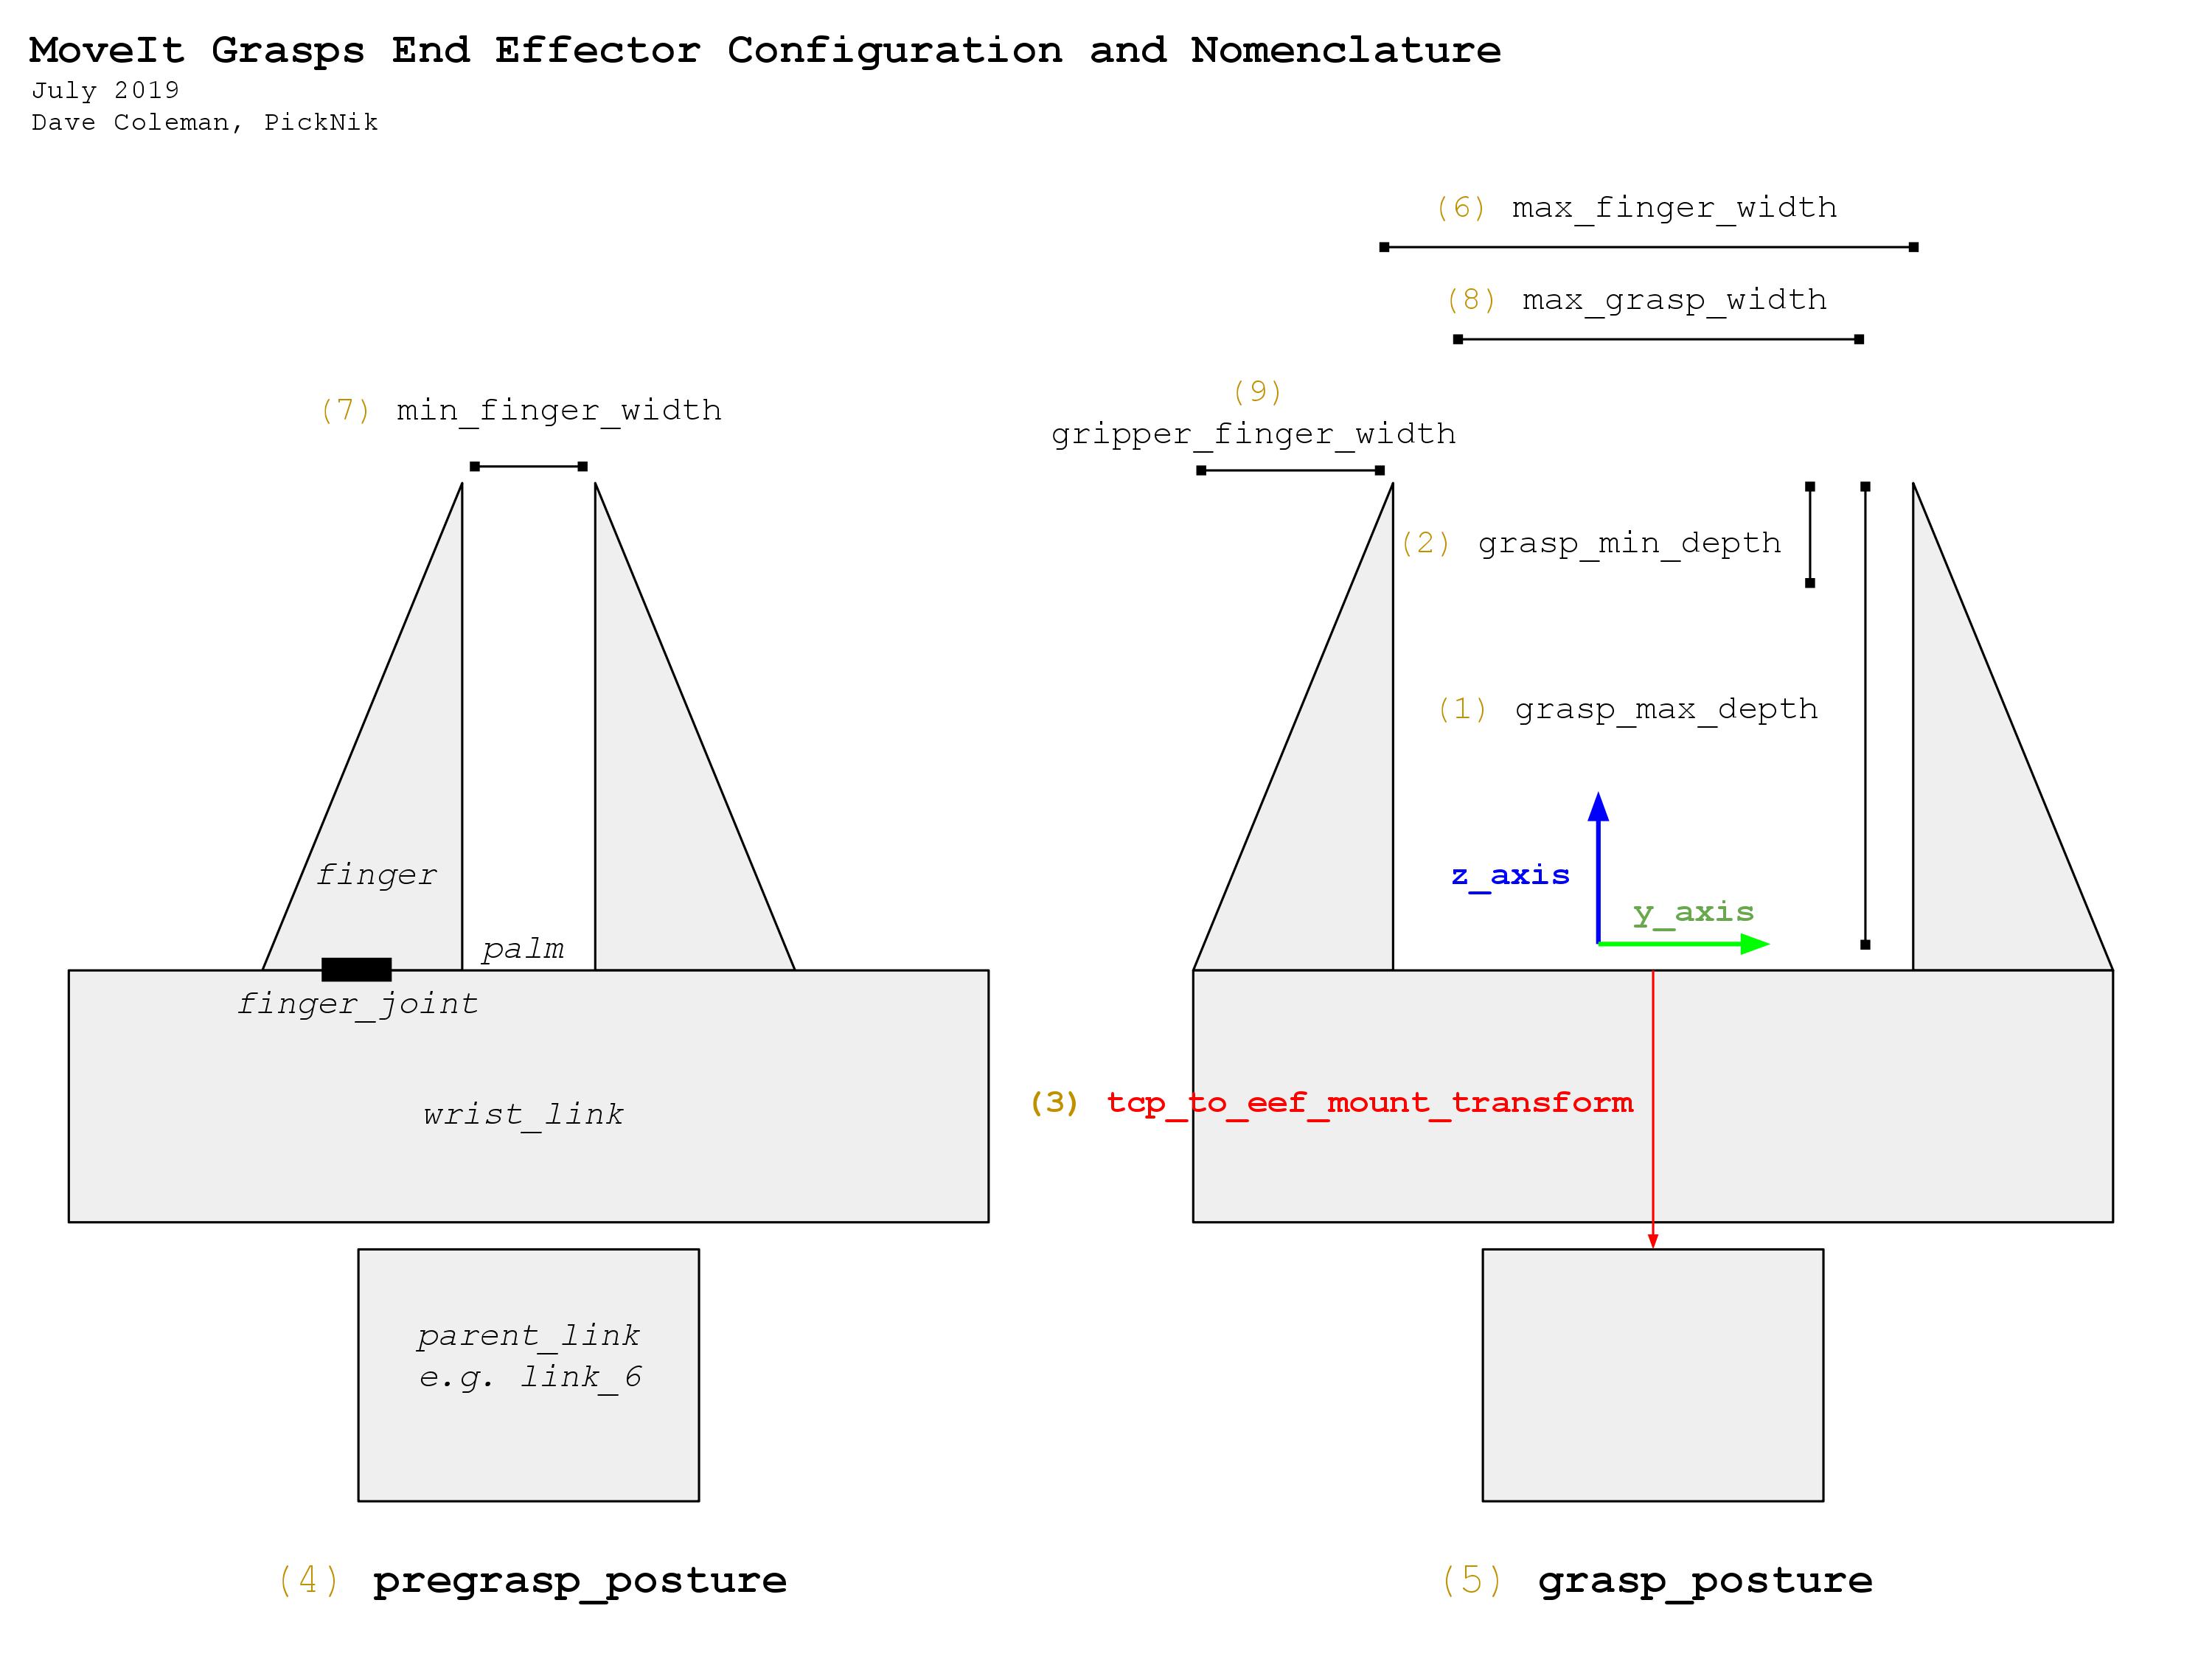 MoveIt Grasps End Effector Configuration and Nomenclature
July 2019
Dave Coleman, PickNik
(6) max_finger_width
(8) max_grasp_width
(7) min_finger_width
(9)
gripper_finger_width
(2) grasp_min_depth
(1) grasp_max_depth
finger
z_axis
y_axis
palm
finger_joint
wrist_link
(3) tcp_to_eef_mount_transform
parent_link
e.g. link_6
(4) pregrasp_posture
(5) grasp_posture